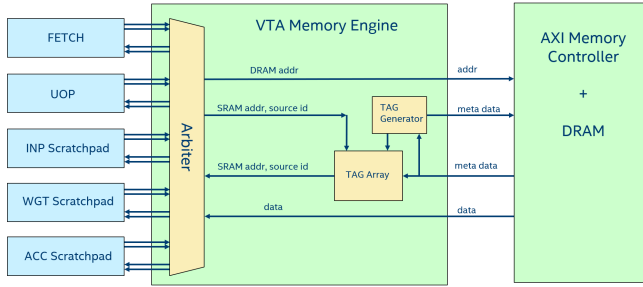 VTA Memory Engine
AXI Memory
Controller
+
DRAM
FETCH
UOP
INP Scratchpad
WGT Scratchpad
ACC Scratchpad
Arbiter
DRAM addr
addr
SRAM addr, source id
TAG
Generator
meta data
SRAM addr, source id
TAG Array
meta data
data
data